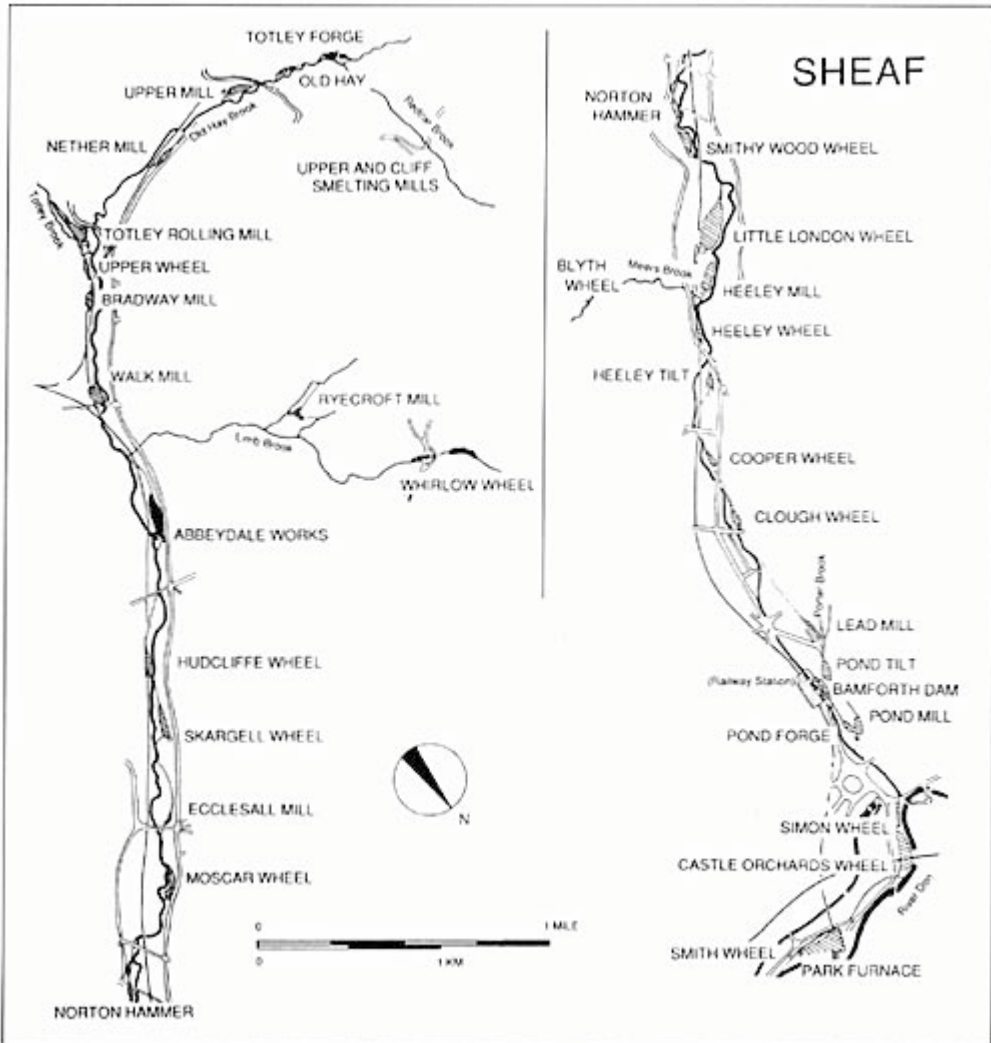 SHEAF
TOTLEY FORGE
OLD HAY
UPPER MILL
Old Hay Brook
Redcar Brook
NETHER MILL
UPPER AND CLIFF
SMELTING MILLS
Totley Brook
TOTLEY ROLLING MILL
UPPER WHEEL
BRADWAY MILL
WALK MILL
RYECROFT MILL
Limb Brook
WHIRLOW WHEEL
ABBEYDALE WORKS
HUDCLIFFE WHEEL
SKARGELL WHEEL
N
ECCLESALL MILL
MOSCAR WHEEL
0
1 MILE
0
1 KM
NORTON HAMMER
NORTON
HAMMER
SMITHY WOOD WHEEL
LITTLE LONDON WHEEL
BLYTH
WHEEL
Meers Brook
HEELEY MILL
HEELEY WHEEL
HEELEY TILT
COOPER WHEEL
CLOUGH WHEEL
Porter Brook
LEAD MILL
POND TILT
(Railway Station)
BAMFORTH DAM
POND MILL
POND FORGE
SIMON WHEEL
CASTLE ORCHARDS WHEEL
River Don
SMITH WHEEL
PARK FURNACE